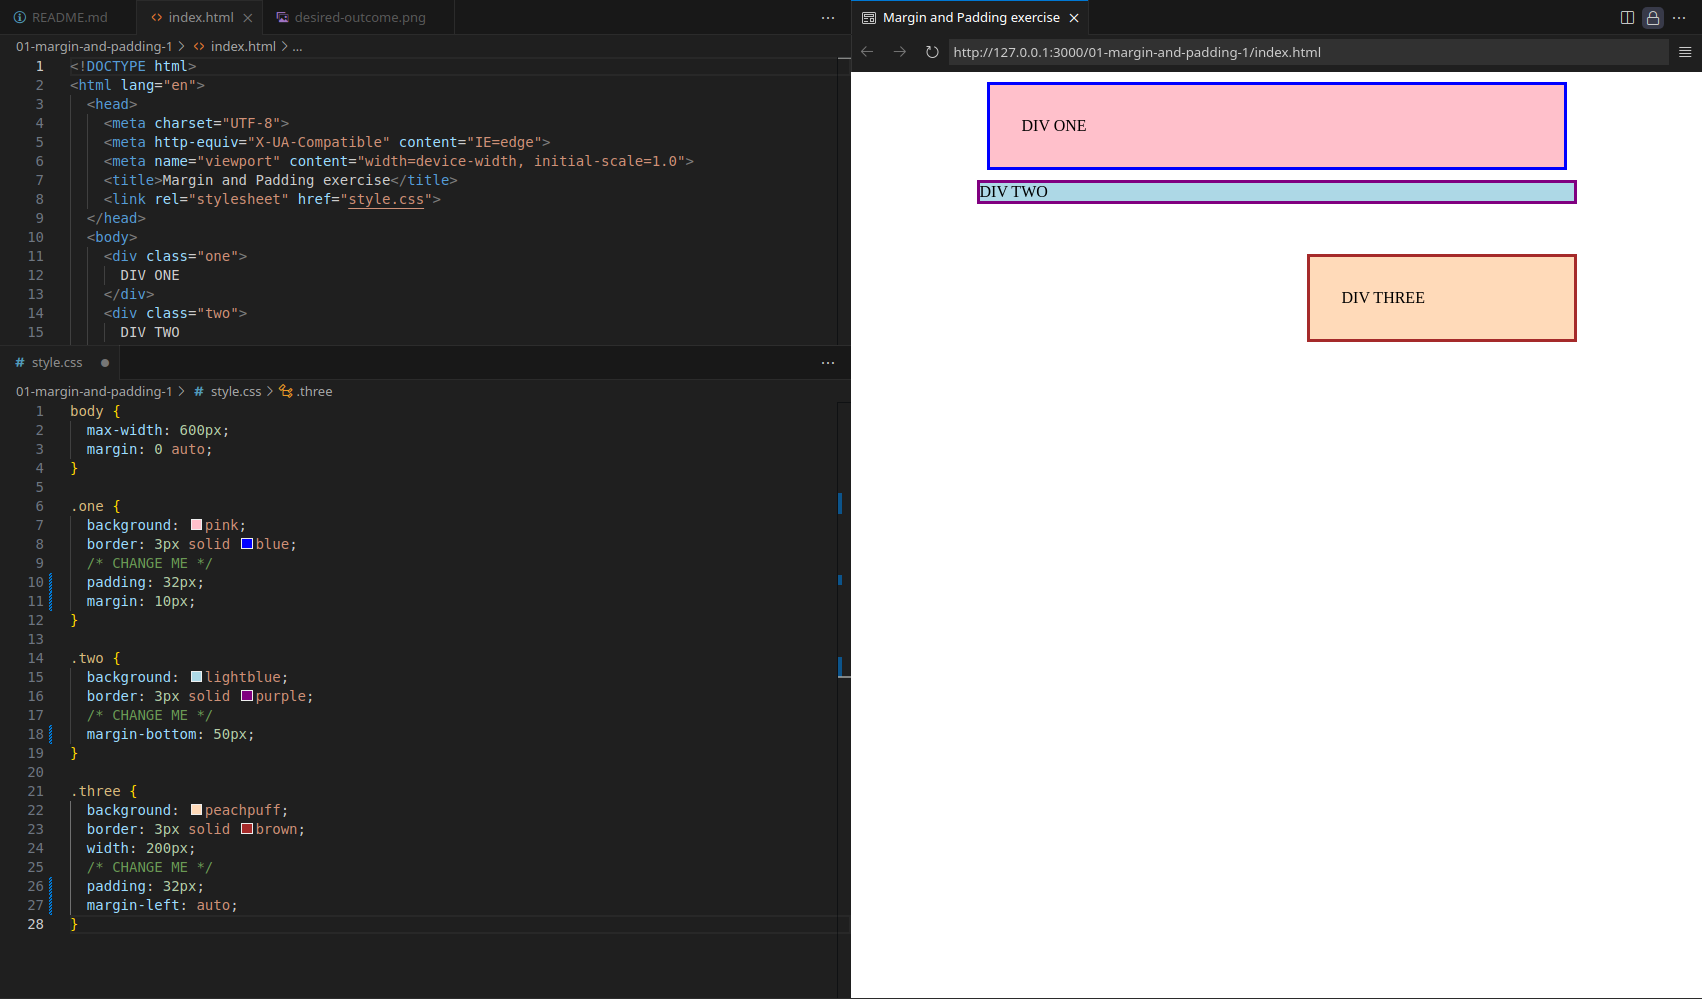 README.md
index.html
desired-outcome.png
01-margin-and-padding-1 > index.html > ...
1 <!DOCTYPE html>
2 <html lang="en">
3 <head>
4 <meta charset="UTF-8">
5 <meta http-equiv="X-UA-Compatible" content="IE=edge">
6 <meta name="viewport" content="width=device-width, initial-scale=1.0">
7 <title>Margin and Padding exercise</title>
8 <link rel="stylesheet" href="style.css">
9 </head>
10 <body>
11 <div class="one">
12 DIV ONE
13 </div>
14 <div class="two">
15 DIV TWO
# style.css
01-margin-and-padding-1 > # style.css > .three
1 body {
2 max-width: 600px;
3 margin: 0 auto;
4 }
5
6 .one {
7 background: pink;
8 border: 3px solid blue;
9 /* CHANGE ME */
10 padding: 32px;
11 margin: 10px;
12 }
13
14 .two {
15 background: lightblue;
16 border: 3px solid purple;
17 /* CHANGE ME */
18 margin-bottom: 50px;
19 }
20
21 .three {
22 background: peachpuff;
23 border: 3px solid brown;
24 width: 200px;
25 /* CHANGE ME */
26 padding: 32px;
27 margin-left: auto;
28 }
Margin and Padding exercise
http://127.0.0.1:3000/01-margin-and-padding-1/index.html
DIV ONE
DIV TWO
DIV THREE